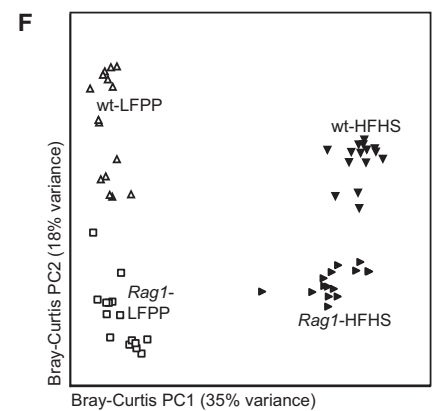 F
wt-LFPP
wt-HFHS
Rag1-
LFPP
Rag1-HFHS
Bray-Curtis PC2 (18% variance)
Bray-Curtis PC1 (35% variance)